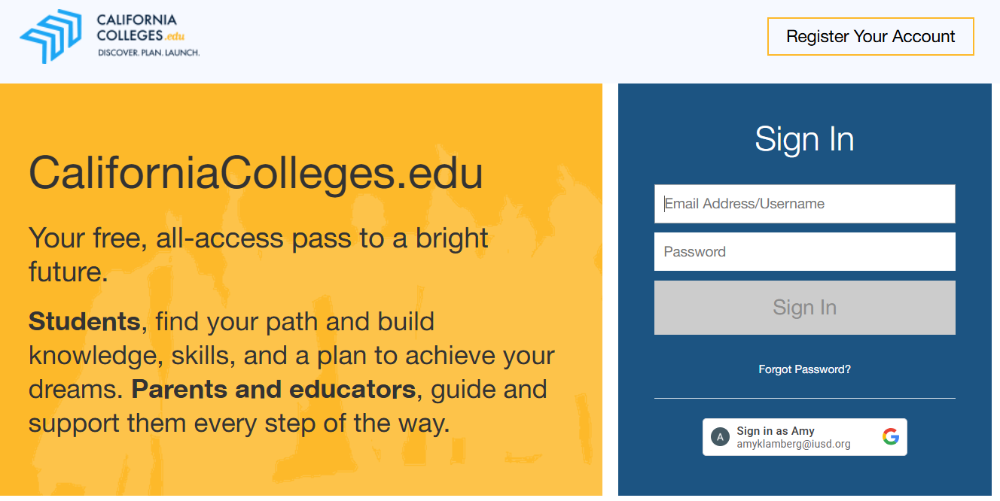 CALIFORNIA
COLLEGES.edu
DISCOVER. PLAN. LAUNCH.
Register Your Account
CaliforniaColleges.edu
Your free, all-access pass to a bright
future.
Students, find your path and build
knowledge, skills, and a plan to achieve your
dreams. Parents and educators, guide and
support them every step of the way.
Sign In
Email Address/Username
Password
Sign In
Forgot Password?
A
Sign in as Amy
amyklamberg@iusd.org
G